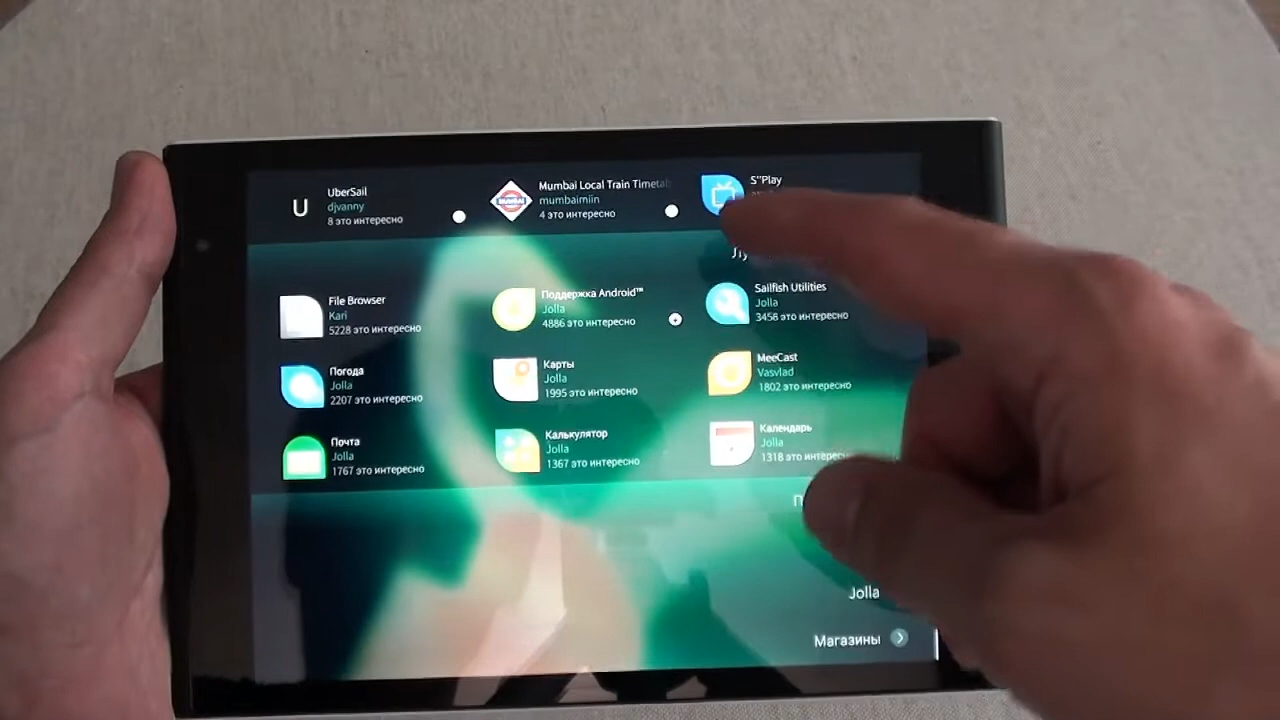 U
UberSail
djvanny
8 это интересно
MUMBAI
Mumbai Local Train Timetab
mumbaimiin
4 это интересно
S"Play
File Browser
Kari
5228 это интересно
Поддержка Android™
Jolla
4886 это интересно
Sailfish Utilities
Jolla
3456 это интересно
Погода
Jolla
2207 это интересно
Карты
Jolla
1995 это интересно
MeeCast
Vasvlad
1802 это интересно
Почта
Jolla
1767 это интересно
Калькулятор
Jolla
1367 это интересно
Календарь
Jolla
1318 это интересно
Jolla
Магазины